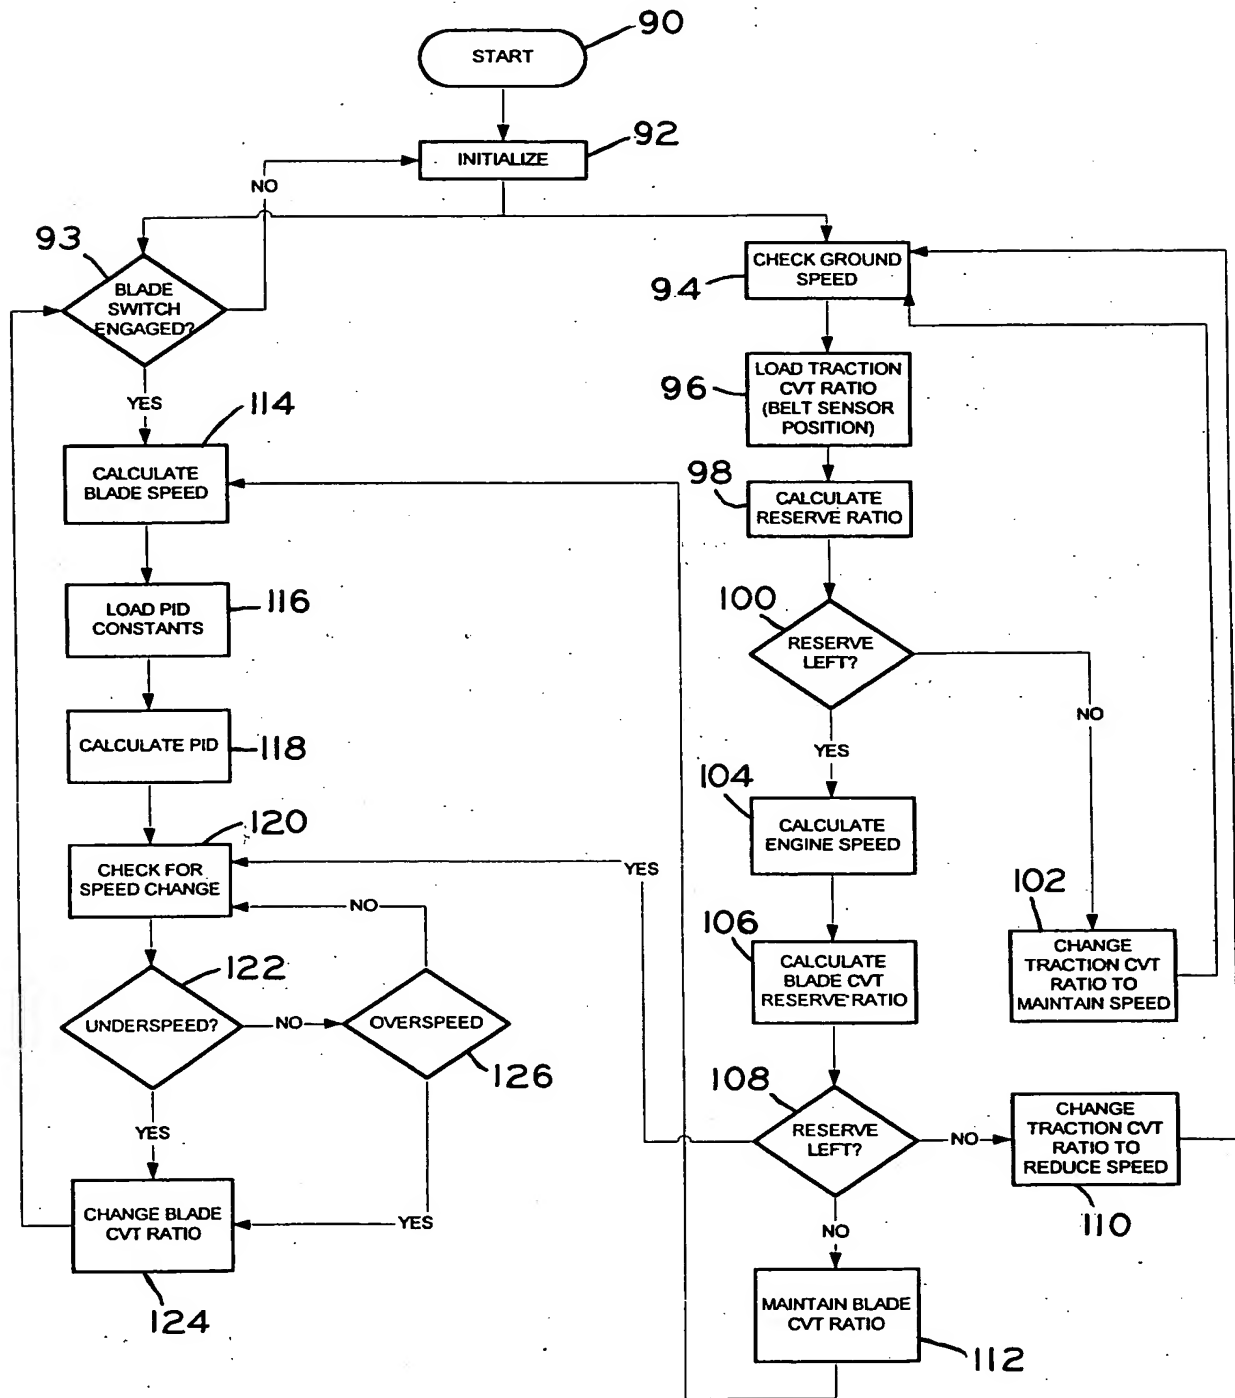 90
START
92
INITIALIZE
NO
93
BLADE
SWITCH
ENGAGED?
YES
94
CHECK GROUND
SPEED
96
LOAD TRACTION
CVT RATIO
(BELT SENSOR
POSITION)
98
CALCULATE
RESERVE RATIO
100
RESERVE
LEFT?
NO
YES
114
CALCULATE
BLADE SPEED
116
LOAD PID
CONSTANTS
118
CALCULATE PID
120
CHECK FOR
SPEED CHANGE
YES
NO
122
UNDERSPEED?
NO
OVERSPEED
126
YES
YES
CHANGE BLADE
CVT RATIO
124
104
CALCULATE
ENGINE SPEED
102
CHANGE
TRACTION CVT
RATIO TO
MAINTAIN SPEED
106
CALCULATE
BLADE CVT
RESERVE RATIO
108
RESERVE
LEFT?
NO
CHANGE
TRACTION CVT
RATIO TO
REDUCE SPEED
110
NO
MAINTAIN BLADE
CVT RATIO
112